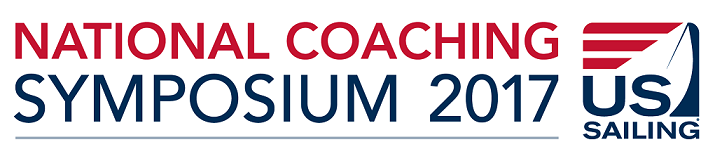 NATIONAL COACHING
SYMPOSIUM 2017
US
SAILING